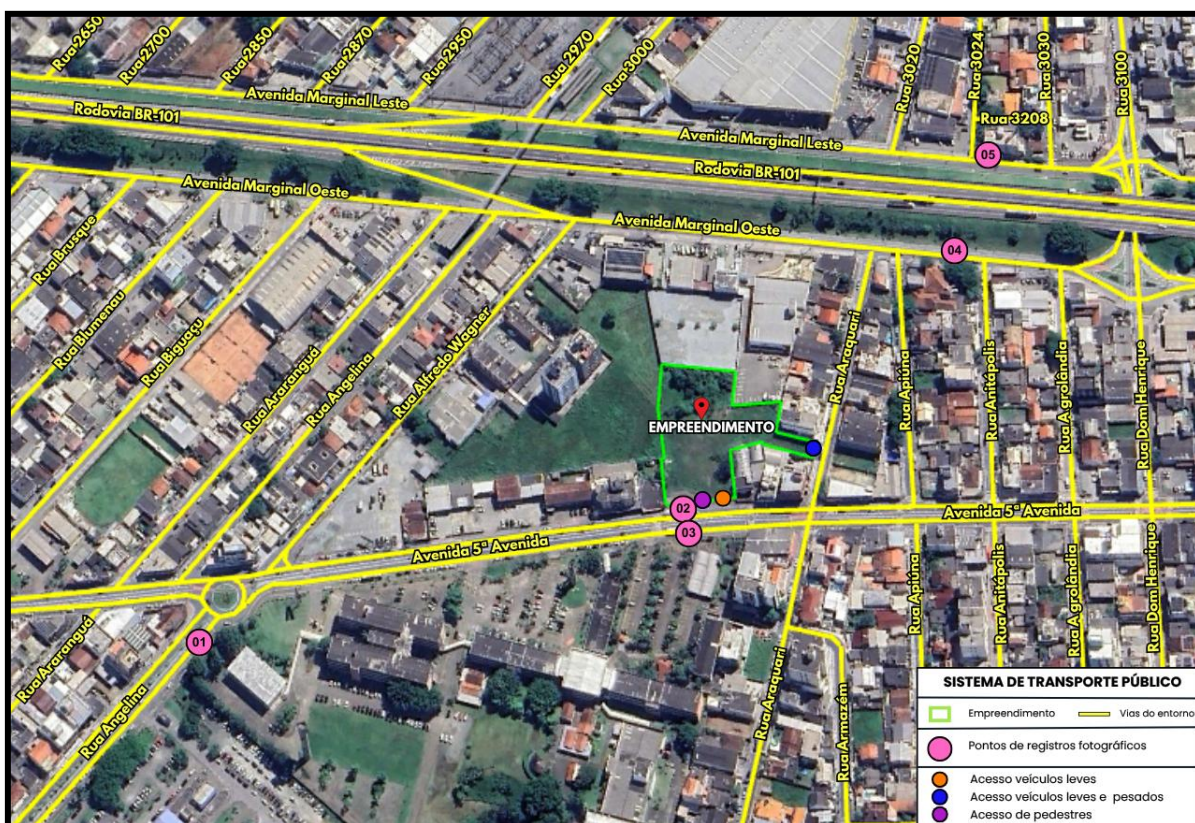 Rua 2650
Rua 2700
Rua 2850
Rua 2870
Rua 2950
Rua 2970
Rua 3000
Rua 3020
Rua 3024
Rua 3030
Rua 3100
Avenida Marginal Leste
Rodovia BR-101
Rua 3208
Avenida Marginal Leste
05
Rodovia BR-101
Avenida Marginal Oeste
Avenida Marginal Oeste
04
Rua Brusque
Rua Blumenau
Rua Biguaçu
Rua Araranguá
Rua Angelina
Rua Alfredo Wagner
Rua Araquari
Rua Apiúna
Rua Antápolis
Rua A grolândia
Rua Dom Henrique
EMPREENDIMENTO
02
03
Avenida 5ª Avenida
Avenida 5ª Avenida
01
Rua Araranguá
Rua Angelina
Rua Araquari
Rua Armazém
Rua Apiúna
Rua Anitápolis
Rua A grolândia
Rua Dom Henrique
SISTEMA DE TRANSPORTE PÚBLICO
Empreendimento Vias do entorno
Pontos de registros fotográficos
Acesso veículos leves
Acesso veículos leves e pesados
Acesso de pedestres